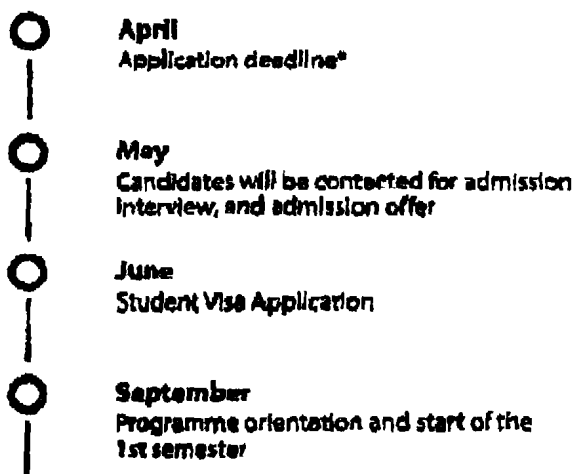 April
Application deadline*
May
Candidates will be contacted for admission
interview, and admission offer
June
Student Visa Application
September
Programme orientation and start of the
1st semester